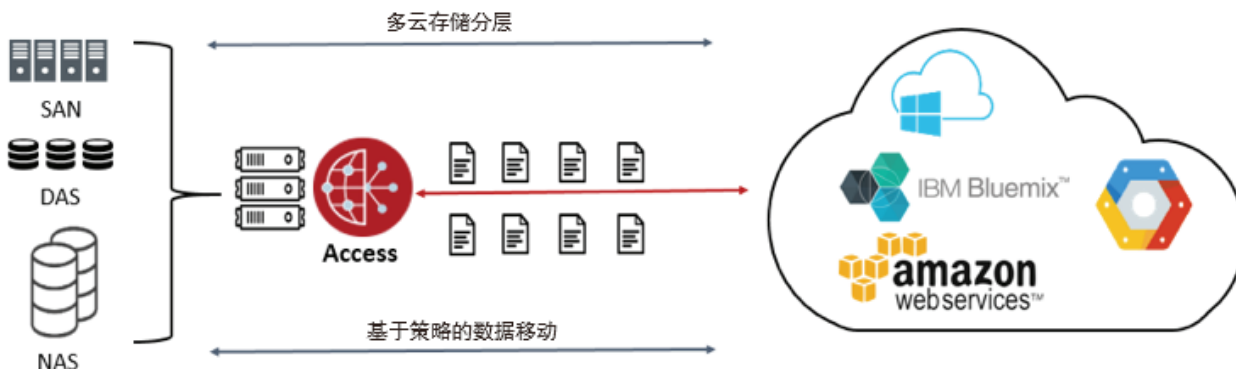 多云存储分层
SAN
DAS
NAS
Access
IBM Bluemix™
amazon
webservices™
基于策略的数据移动